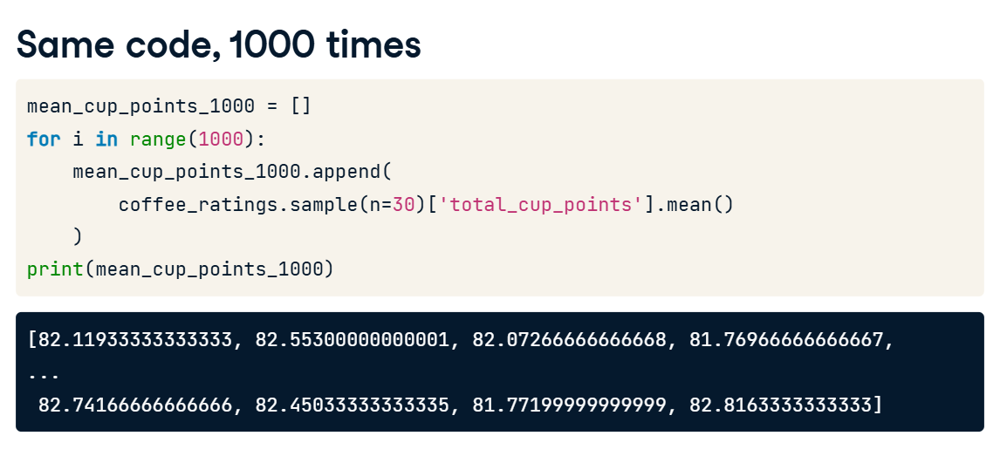 Same code, 1000 times
mean_cup_points_1000 = []
for i in range(1000):
    mean_cup_points_1000.append(
        coffee_ratings.sample(n=30)['total_cup_points'].mean()
    )
print(mean_cup_points_1000)
[82.11933333333333, 82.55300000000001, 82.07266666666668, 81.76966666666667,
...
 82.74166666666666, 82.45033333333335, 81.77199999999999, 82.8163333333333]